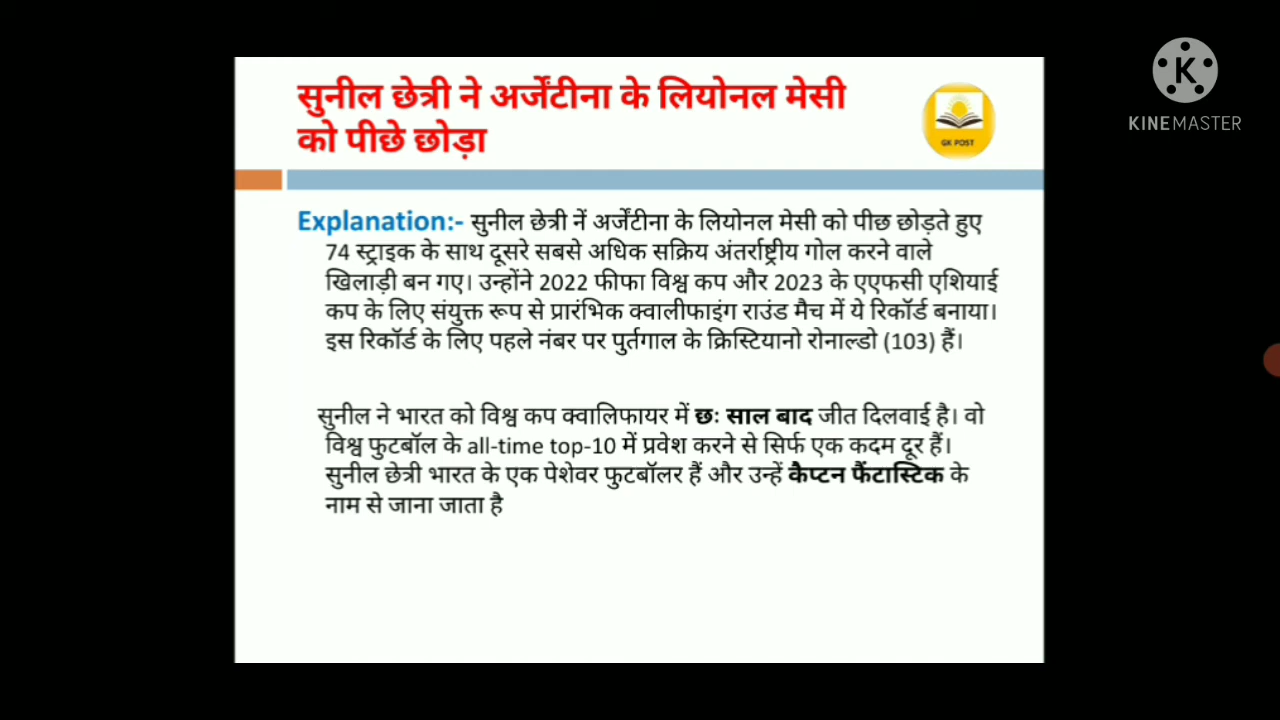 सुनील छेत्री ने अर्जेंटीना के लियोनल मेसी
को पीछे छोड़ा
GK POST
K
KINEMASTER
Explanation:- सुनील छेत्री नें अर्जेंटीना के लियोनल मेसी को पीछ छोड़ते हुए
74 स्ट्राइक के साथ दूसरे सबसे अधिक सक्रिय अंतर्राष्ट्रीय गोल करने वाले
खिलाड़ी बन गए। उन्होंने 2022 फीफा विश्व कप और 2023 के एएफसी एशियाई
कप के लिए संयुक्त रूप से प्रारंभिक क्वालीफाइंग राउंड मैच में ये रिकॉर्ड बनाया।
इस रिकॉर्ड के लिए पहले नंबर पर पुर्तगाल के क्रिस्टियानो रोनाल्डो (103) हैं।
सुनील ने भारत को विश्व कप क्वालिफायर में छः साल बाद जीत दिलवाई है। वो
विश्व फुटबॉल के all-time top-10 में प्रवेश करने से सिर्फ एक कदम दूर हैं।
सुनील छेत्री भारत के एक पेशेवर फुटबॉलर हैं और उन्हें कैप्टन फैंटास्टिक के
नाम से जाना जाता है